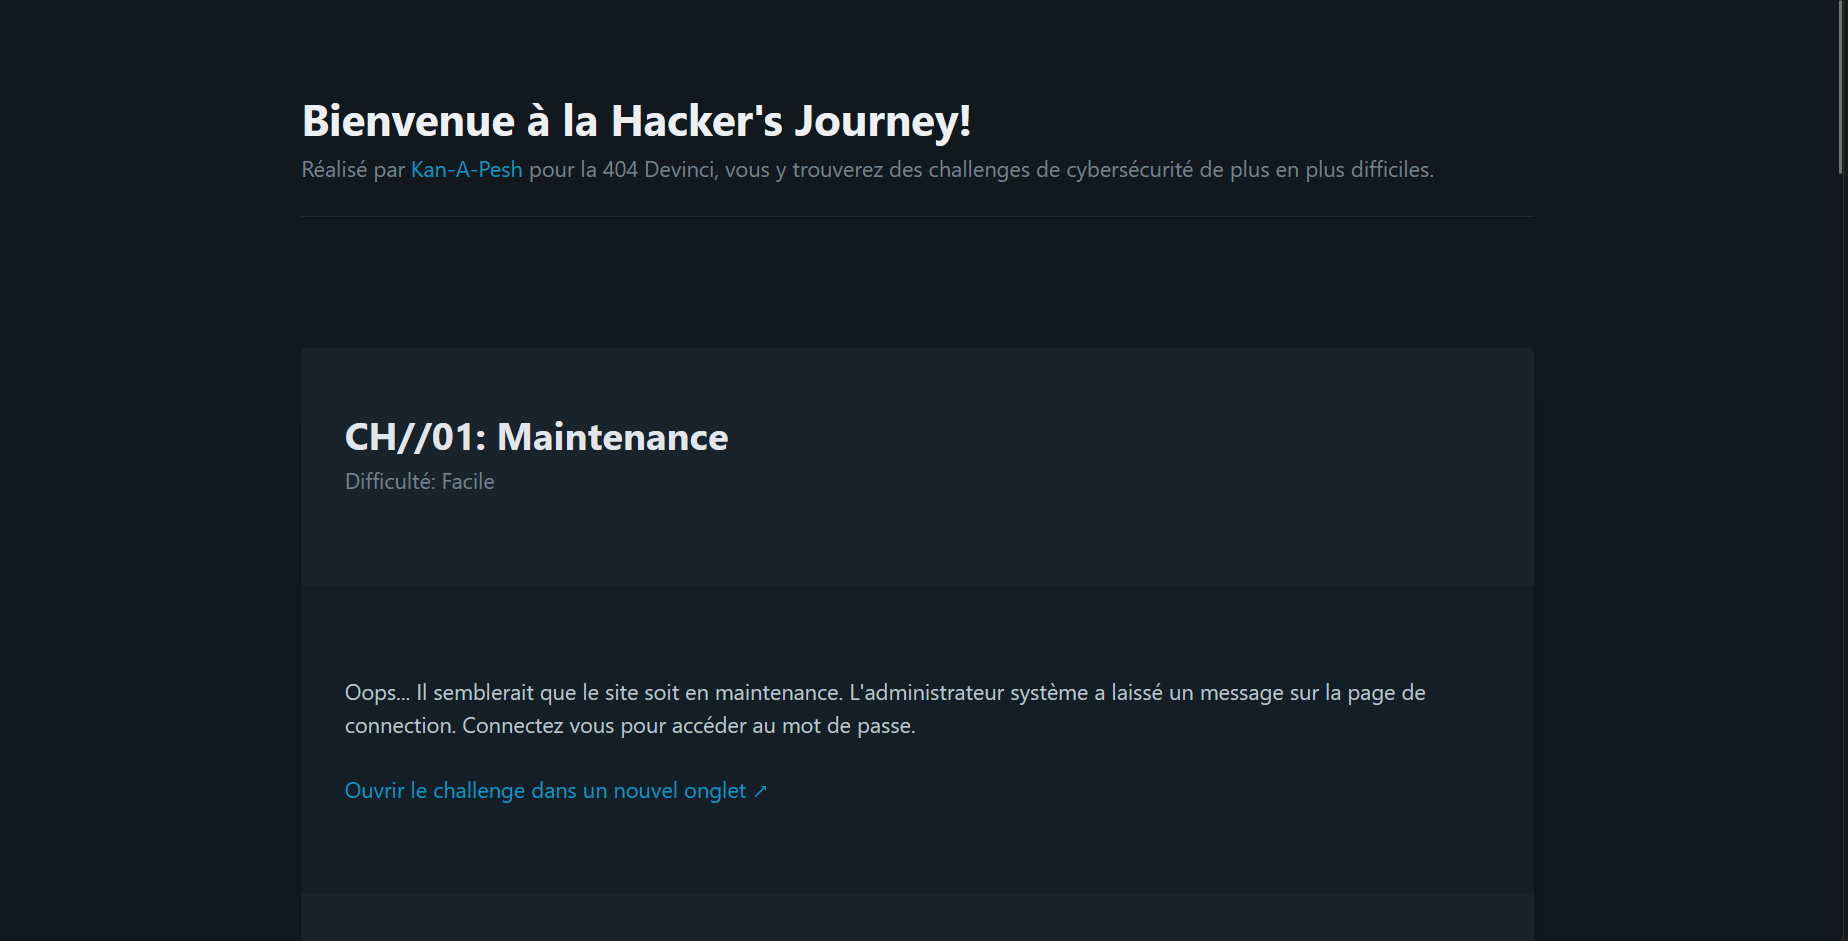 Bienvenue à la Hacker's Journey!
Réalisé par Kan-A-Pesh pour la 404 Devinci, vous y trouverez des challenges de cybersécurité de plus en plus difficiles.
CH//01: Maintenance
Difficulté: Facile
Oops... Il semblerait que le site soit en maintenance. L'administrateur système a laissé un message sur la page de
connection. Connectez vous pour accéder au mot de passe.
Ouvrir le challenge dans un nouvel onglet ↗